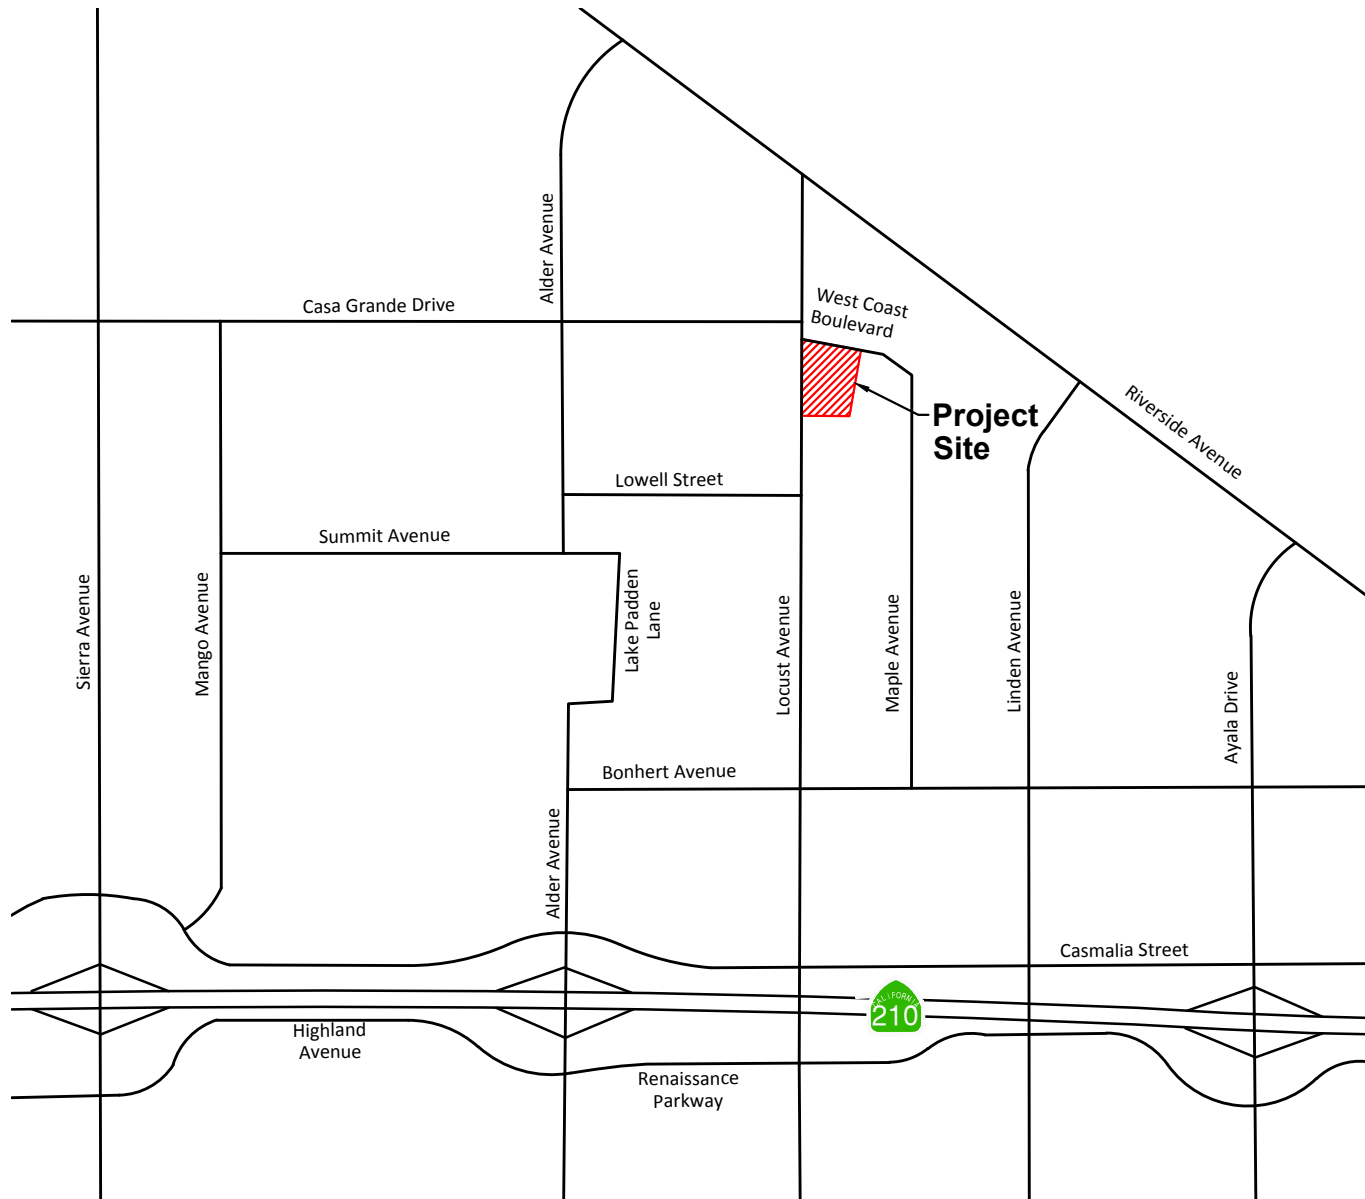 Alder Avenue
West Coast
Boulevard
Casa Grande Drive
Riverside Avenue
Project
Site
Lowell Street
Summit Avenue
Sierra Avenue
Mango Avenue
Lake Padden
Lane
Locust Avenue
Maple Avenue
Linden Avenue
Ayala Drive
Bonhert Avenue
Alder Avenue
Casmalia Street
CALIFORNIA
210
Highland
Avenue
Renaissance
Parkway